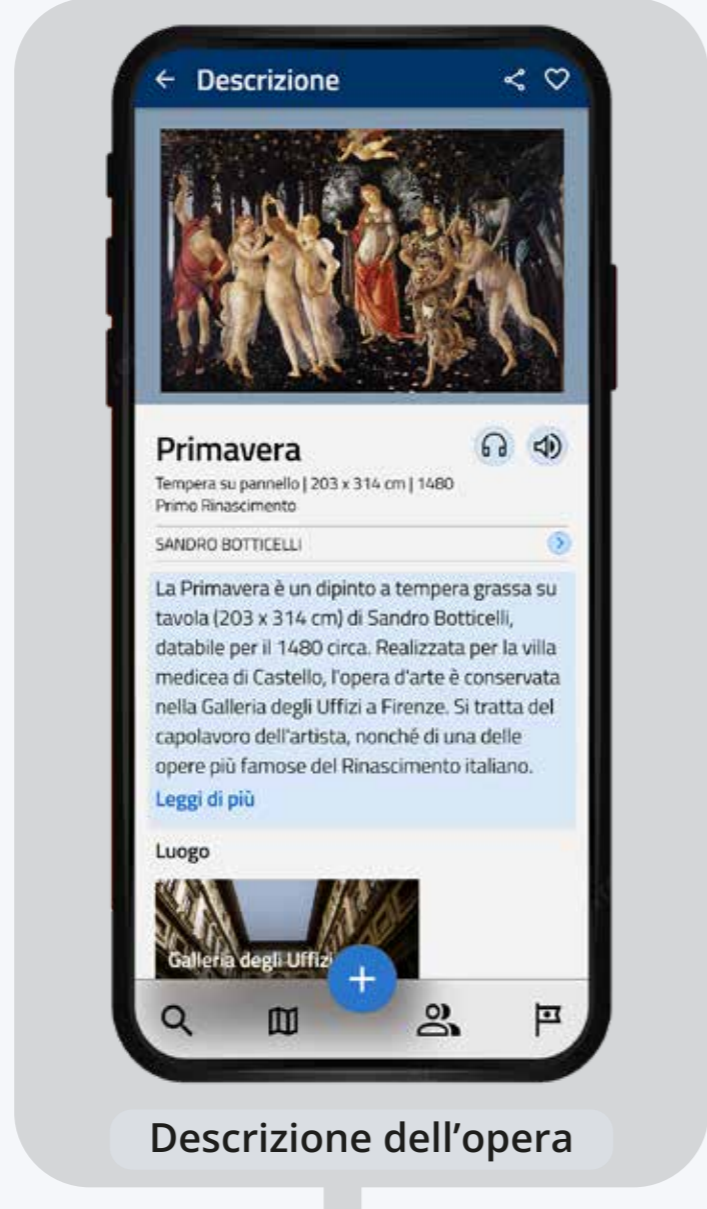 Descrizione
Primavera
Tempera su pannello | 203 x 314 cm | 1480
Primo Rinascimento
SANDRO BOTTICELLI
La Primavera è un dipinto a tempera grassa su
tavola (203 x 314 cm) di Sandro Botticelli,
databile per il 1480 circa. Realizzata per la villa
medicea di Castello, l'opera d'arte è conservata
nella Galleria degli Uffizi a Firenze. Si tratta del
capolavoro dell'artista, nonché di una delle
opere più famose del Rinascimento italiano.
Leggi di più
Luogo
Galleria degli Uffizi
Descrizione dell’opera